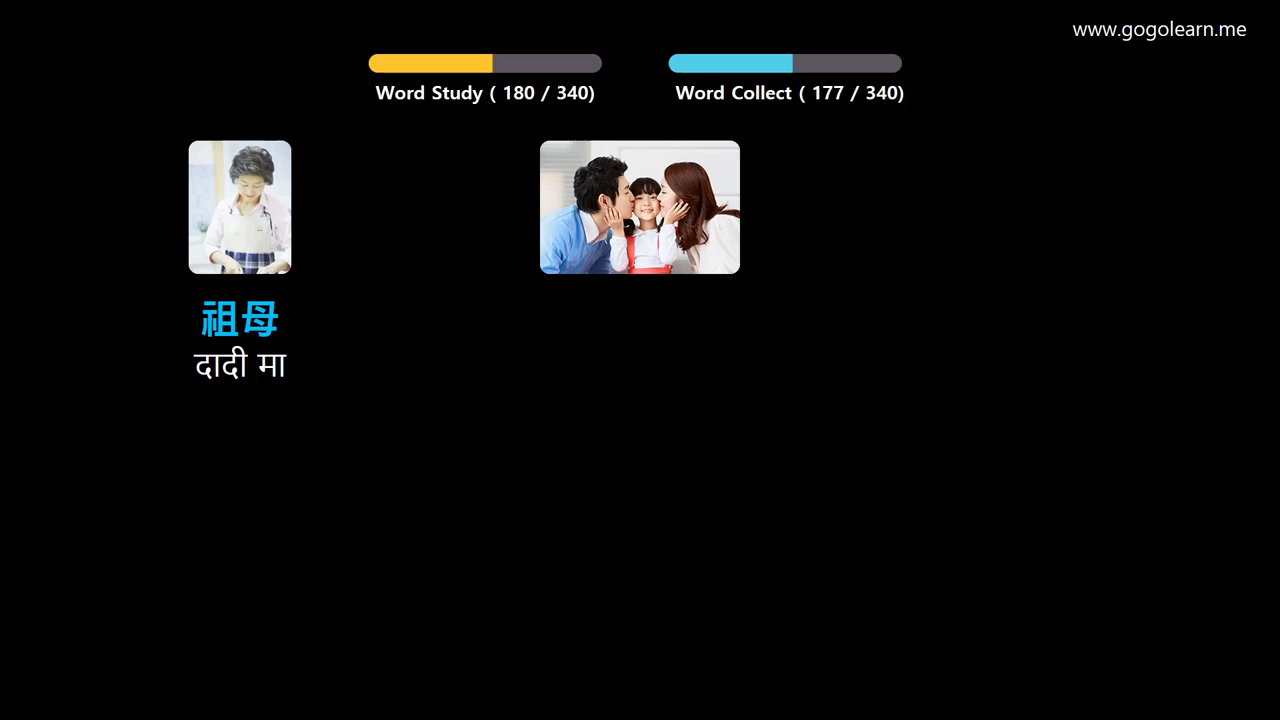 www.gogolearn.me
Word Study ( 180 / 340)
Word Collect ( 177 / 340)
祖母
दादी मा